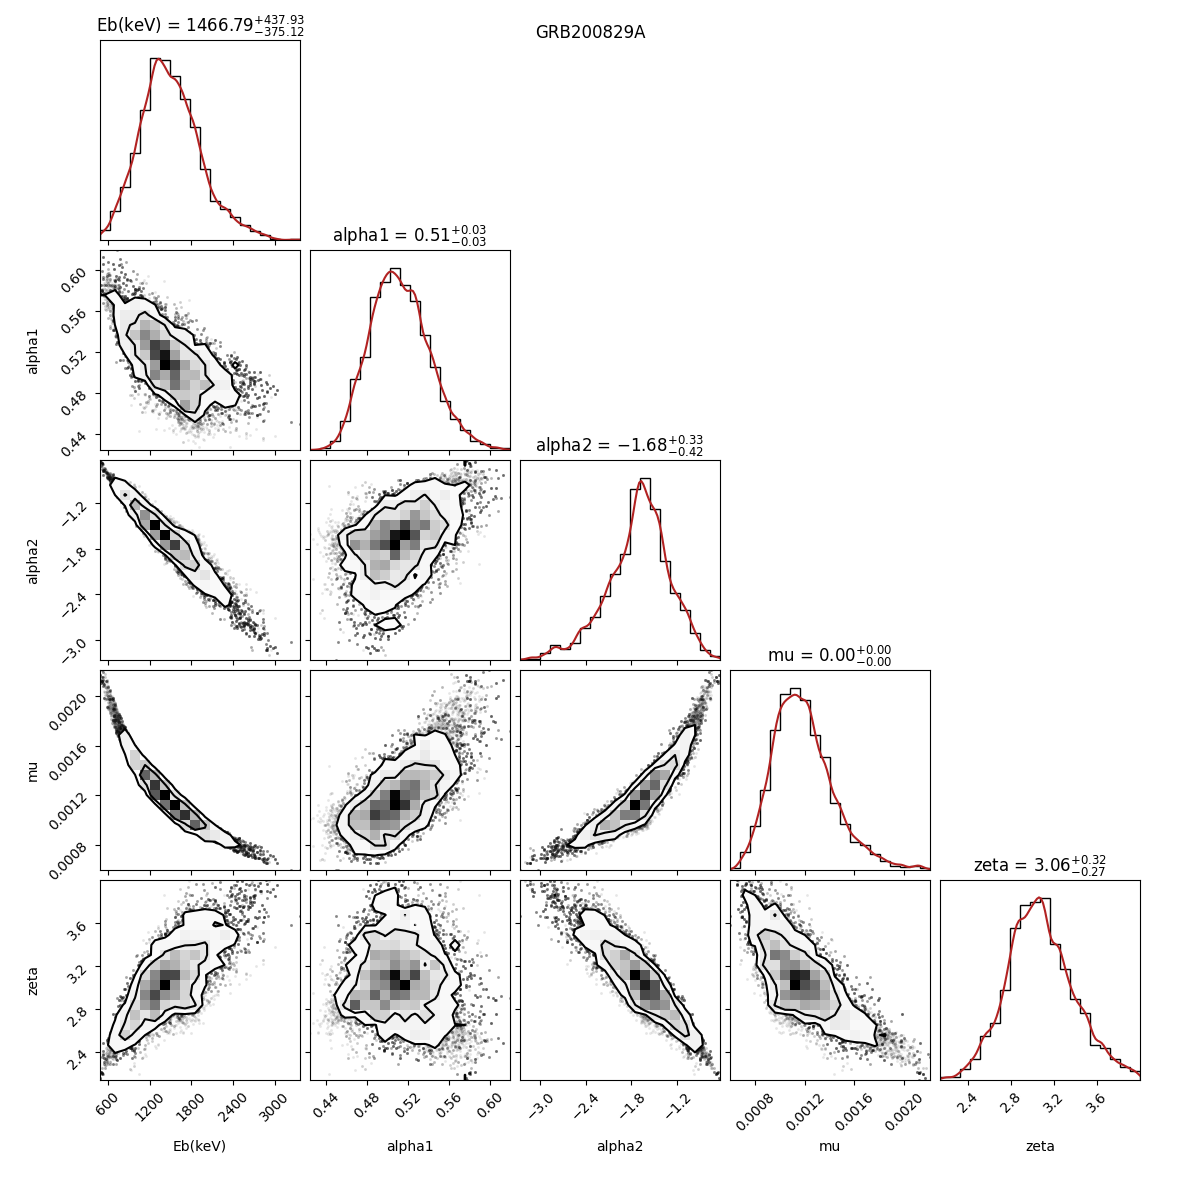 Eb(keV) = 1466.79+437.93−375.12
GRB200829A
alpha1 = 0.51+0.03−0.03
alpha1
0.60
0.56
0.52
0.48
0.44
alpha2 = −1.68+0.33−0.42
alpha2
−1.2
−1.8
−2.4
−3.0
mu = 0.00+0.00−0.00
mu
0.0020
0.0016
0.0012
0.0008
zeta = 3.06+0.32−0.27
zeta
3.6
3.2
2.8
2.4
600 1200 1800 2400 3000 0.44 0.48 0.52 0.56 0.60 −3.0 −2.4 −1.8 −1.2 0.0008 0.0012 0.0016 0.0020 2.4 2.8 3.2 3.6
Eb(keV) alpha1 alpha2 mu zeta